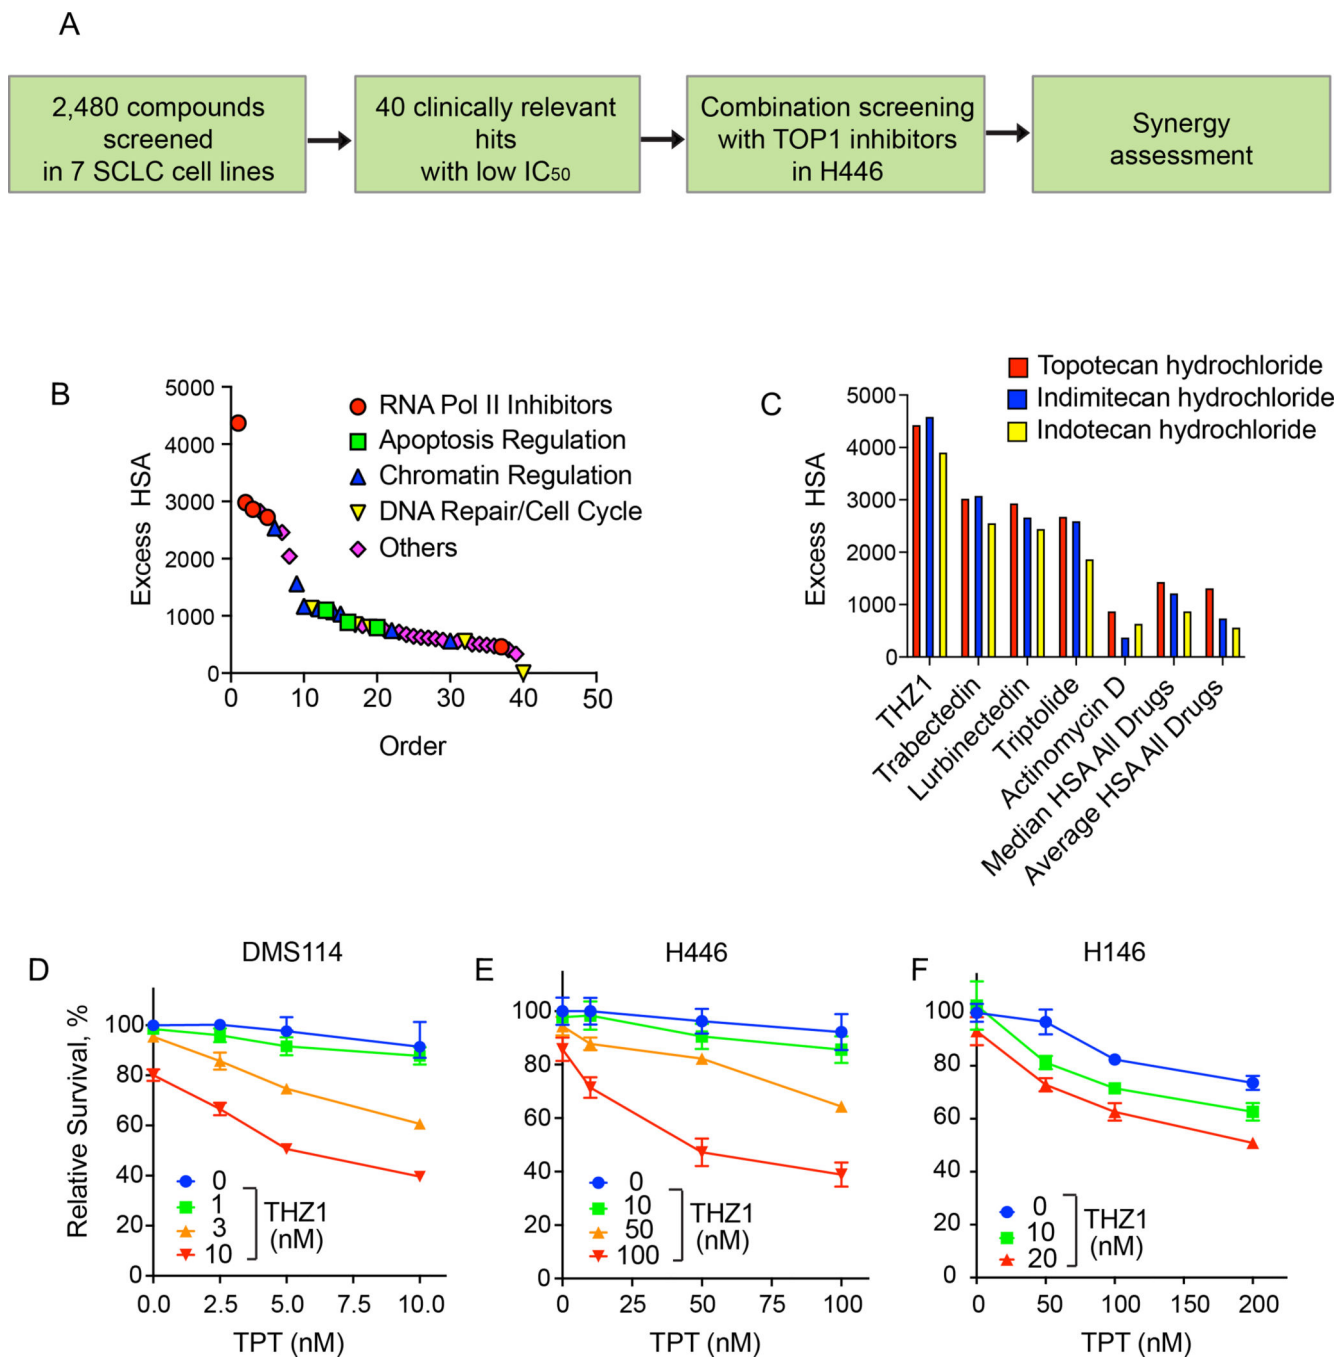 A
2,480 compounds
screened
in 7 SCLC cell lines
40 clinically relevant
hits
with low IC50
Combination screening
with TOP1 inhibitors
in H446
Synergy
assessment
B
Excess HSA
5000
4000
3000
2000
1000
0
0
10
20
30
40
50
Order
RNA Pol II Inhibitors
Apoptosis Regulation
Chromatin Regulation
DNA Repair/Cell Cycle
Others
C
Topotecan hydrochloride
Indimitecan hydrochloride
Indotecan hydrochloride
Excess HSA
5000
4000
3000
2000
1000
0
THZ1
Trabectedin
Lurbinectedin
Triptolide
Actinomycin D
Median HSA All Drugs
Average HSA All Drugs
D
DMS114
Relative Survival, %
100
80
60
40
20
0
0
1
3
10
THZ1
(nM)
0.0
2.5
5.0
7.5
10.0
TPT (nM)
E
H446
100
80
60
40
20
0
0
10
50
100
THZ1
(nM)
0
25
50
75
100
TPT (nM)
F
H146
100
80
60
40
20
0
0
10
20
THZ1
(nM)
0
50
100
150
200
TPT (nM)